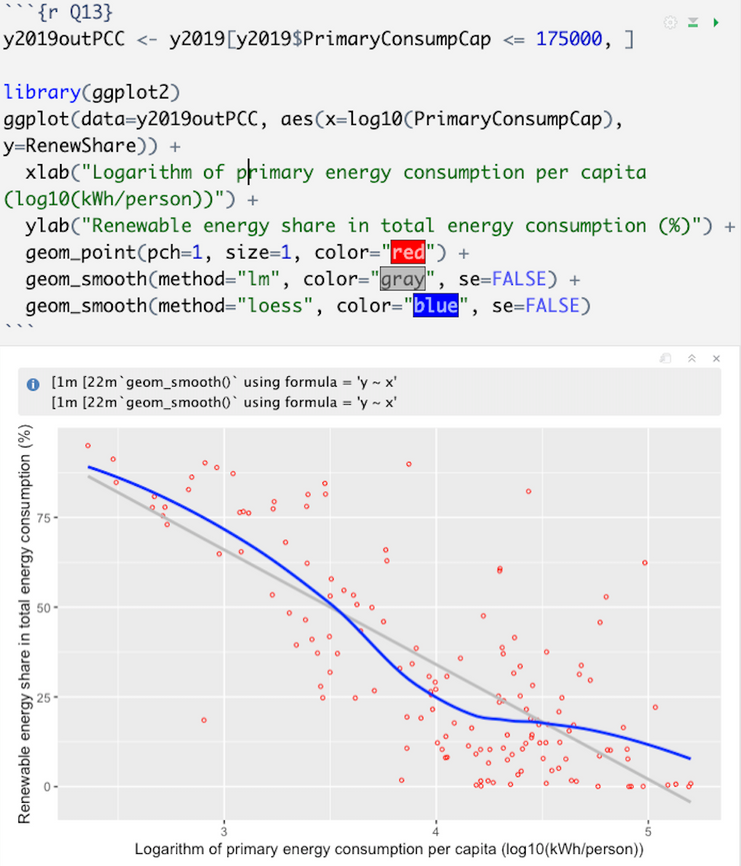 ```{r Q13}
y2019outPCC <- y2019[y2019$PrimaryConsumpCap <= 175000, ]
library(ggplot2)
ggplot(data=y2019outPCC, aes(x=log10(PrimaryConsumpCap),
y=RenewShare)) +
xlab("Logarithm of primary energy consumption per capita
(log10(kWh/person))") +
ylab("Renewable energy share in total energy consumption (%)") +
geom_point(pch=1, size=1, color="red") +
geom_smooth(method="lm", color="gray", se=FALSE) +
geom_smooth(method="loess", color="blue", se=FALSE)
```
[1m [22m`geom_smooth()` using formula = 'y ~ x'
[1m [22m`geom_smooth()` using formula = 'y ~ x'
Renewable energy share in total energy consumption (%)
75
50
25
0
3 4 5
Logarithm of primary energy consumption per capita (log10(kWh/person))